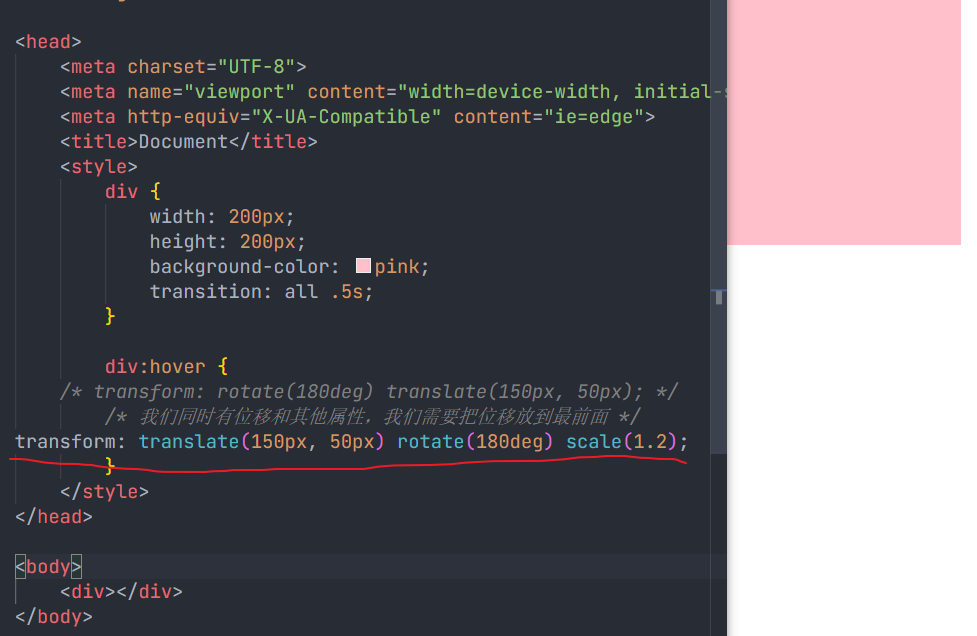 <head>
<meta charset="UTF-8">
<meta name="viewport" content="width=device-width, initial-s
<meta http-equiv="X-UA-Compatible" content="ie=edge">
<title>Document</title>
<style>
div {
width: 200px;
height: 200px;
background-color: pink;
transition: all .5s;
}
div:hover {
/* transform: rotate(180deg) translate(150px, 50px); */
/* 我们同时有位移和其他属性，我们需要把位移放到最前面 */
transform: translate(150px, 50px) rotate(180deg) scale(1.2);
}
</style>
</head>
<body>
<div></div>
</body>